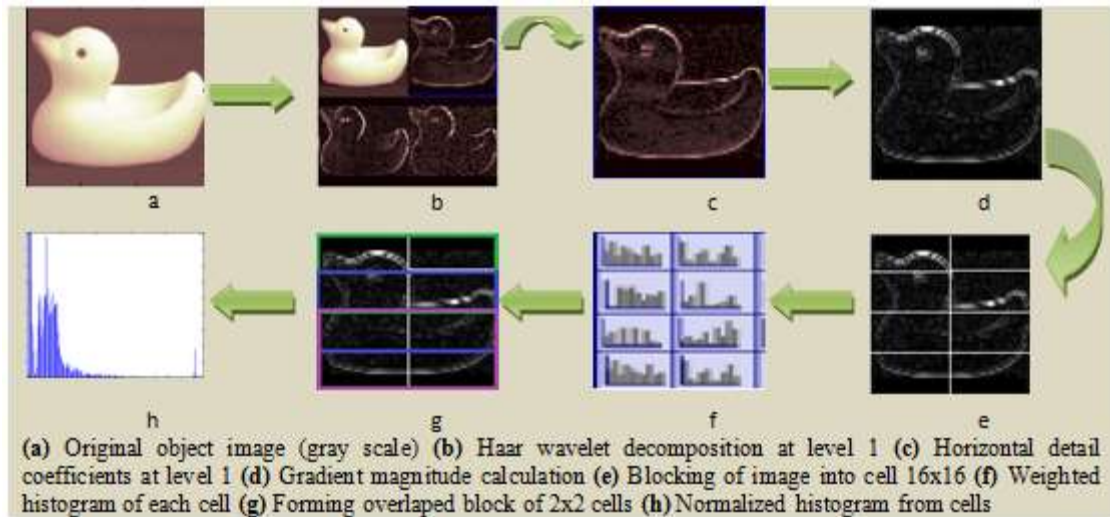 a
b
c
d
h
g
f
e
(a) Original object image (gray scale) (b) Haar wavelet decomposition at level 1 (c) Horizontal detail
coefficients at level 1 (d) Gradient magnitude calculation (e) Blocking of image into cell 16x16 (f) Weighted
histogram of each cell (g) Forming overlaped block of 2x2 cells (h) Normalized histogram from cells